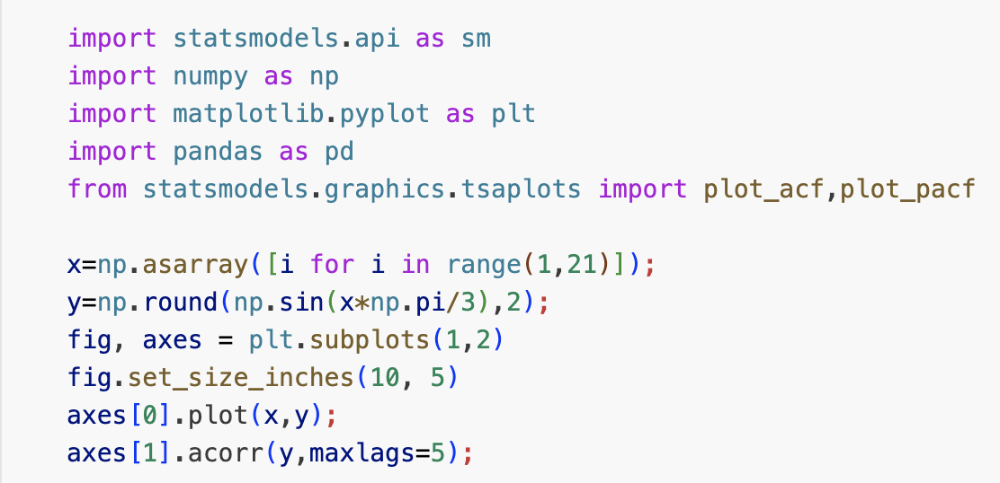 import statsmodels.api as sm
import numpy as np
import matplotlib.pyplot as plt
import pandas as pd
from statsmodels.graphics.tsaplots import plot_acf,plot_pacf
x=np.asarray([i for i in range(1,21)]);
y=np.round(np.sin(x*np.pi/3),2);
fig, axes = plt.subplots(1,2)
fig.set_size_inches(10, 5)
axes[0].plot(x,y);
axes[1].acorr(y,maxlags=5);